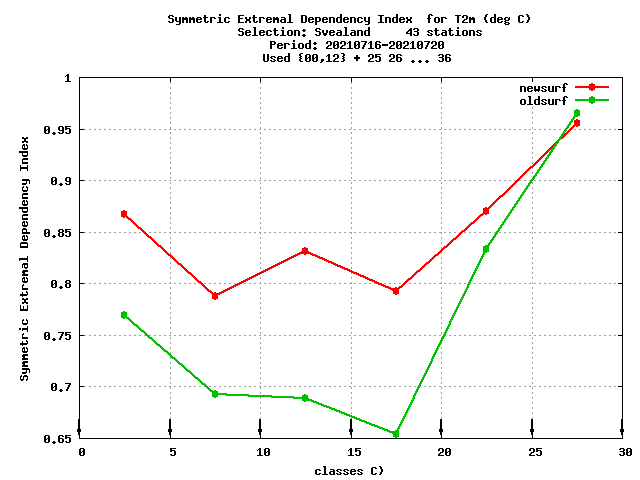 Symmetric Extremal Dependency Index  for T2m (deg C)
Selection: Svealand     43 stations
Period: 20210716-20210720
Used {00,12} + 25 26 ... 36
newsurf
oldsurf
Symmetric Extremal Dependency Index
1
0.95
0.9
0.85
0.8
0.75
0.7
0.65
0 5 10 15 20 25 30
classes C)